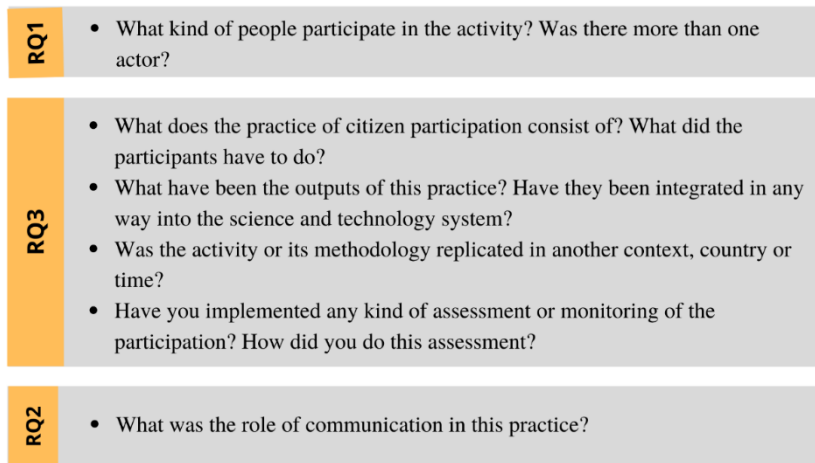 RQ1
• What kind of people participate in the activity? Was there more than one
actor?
RQ3
• What does the practice of citizen participation consist of? What did the
participants have to do?
• What have been the outputs of this practice? Have they been integrated in any
way into the science and technology system?
• Was the activity or its methodology replicated in another context, country or
time?
• Have you implemented any kind of assessment or monitoring of the
participation? How did you do this assessment?
RQ2
• What was the role of communication in this practice?